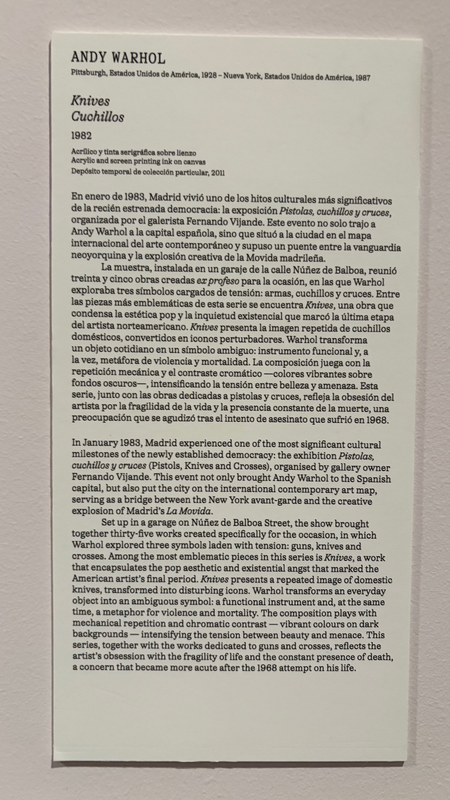 ANDY WARHOL
Pittsburgh, Estados Unidos de América, 1928 – Nueva York, Estados Unidos de América, 1987
Knives
Cuchillos
1982
Acrílico y tinta serigráfica sobre lienzo
Acrylic and screen printing ink on canvas
Depósito temporal de colección particular, 2011
En enero de 1983, Madrid vivió uno de los hitos culturales más significativos
de la recién estrenada democracia: la exposición Pistolas, cuchillos y cruces,
organizada por el galerista Fernando Vijande. Este evento no solo trajo a
Andy Warhol a la capital española, sino que situó a la ciudad en el mapa
internacional del arte contemporáneo y supuso un puente entre la vanguardia
neoyorquina y la explosión creativa de la Movida madrileña.
La muestra, instalada en un garaje de la calle Núñez de Balboa, reunió
treinta y cinco obras creadas ex profeso para la ocasión, en las que Warhol
exploraba tres símbolos cargados de tensión: armas, cuchillos y cruces. Entre
las piezas más emblemáticas de esta serie se encuentra Knives, una obra que
condensa la estética pop y la inquietud existencial que marcó la última etapa
del artista norteamericano. Knives presenta la imagen repetida de cuchillos
domésticos, convertidos en iconos perturbadores. Warhol transforma
un objeto cotidiano en un símbolo ambiguo: instrumento funcional y, a
la vez, metáfora de violencia y mortalidad. La composición juega con la
repetición mecánica y el contraste cromático —colores vibrantes sobre
fondos oscuros—, intensificando la tensión entre belleza y amenaza. Esta
serie, junto con las obras dedicadas a pistolas y cruces, refleja la obsesión del
artista por la fragilidad de la vida y la presencia constante de la muerte, una
preocupación que se agudizó tras el intento de asesinato que sufrió en 1968.
In January 1983, Madrid experienced one of the most significant cultural
milestones of the newly established democracy: the exhibition Pistolas,
cuchillos y cruces (Pistols, Knives and Crosses), organised by gallery owner
Fernando Vijande. This event not only brought Andy Warhol to the Spanish
capital, but also put the city on the international contemporary art map,
serving as a bridge between the New York avant-garde and the creative
explosion of Madrid's La Movida.
Set up in a garage on Núñez de Balboa Street, the show brought
together thirty-five works created specifically for the occasion, in which
Warhol explored three symbols laden with tension: guns, knives and
crosses. Among the most emblematic pieces in this series is Knives, a work
that encapsulates the pop aesthetic and existential angst that marked the
American artist's final period. Knives presents a repeated image of domestic
knives, transformed into disturbing icons. Warhol transforms an everyday
object into an ambiguous symbol: a functional instrument and, at the same
time, a metaphor for violence and mortality. The composition plays with
mechanical repetition and chromatic contrast — vibrant colours on dark
backgrounds — intensifying the tension between beauty and menace. This
series, together with the works dedicated to guns and crosses, reflects the
artist's obsession with the fragility of life and the constant presence of death,
a concern that became more acute after the 1968 attempt on his life.